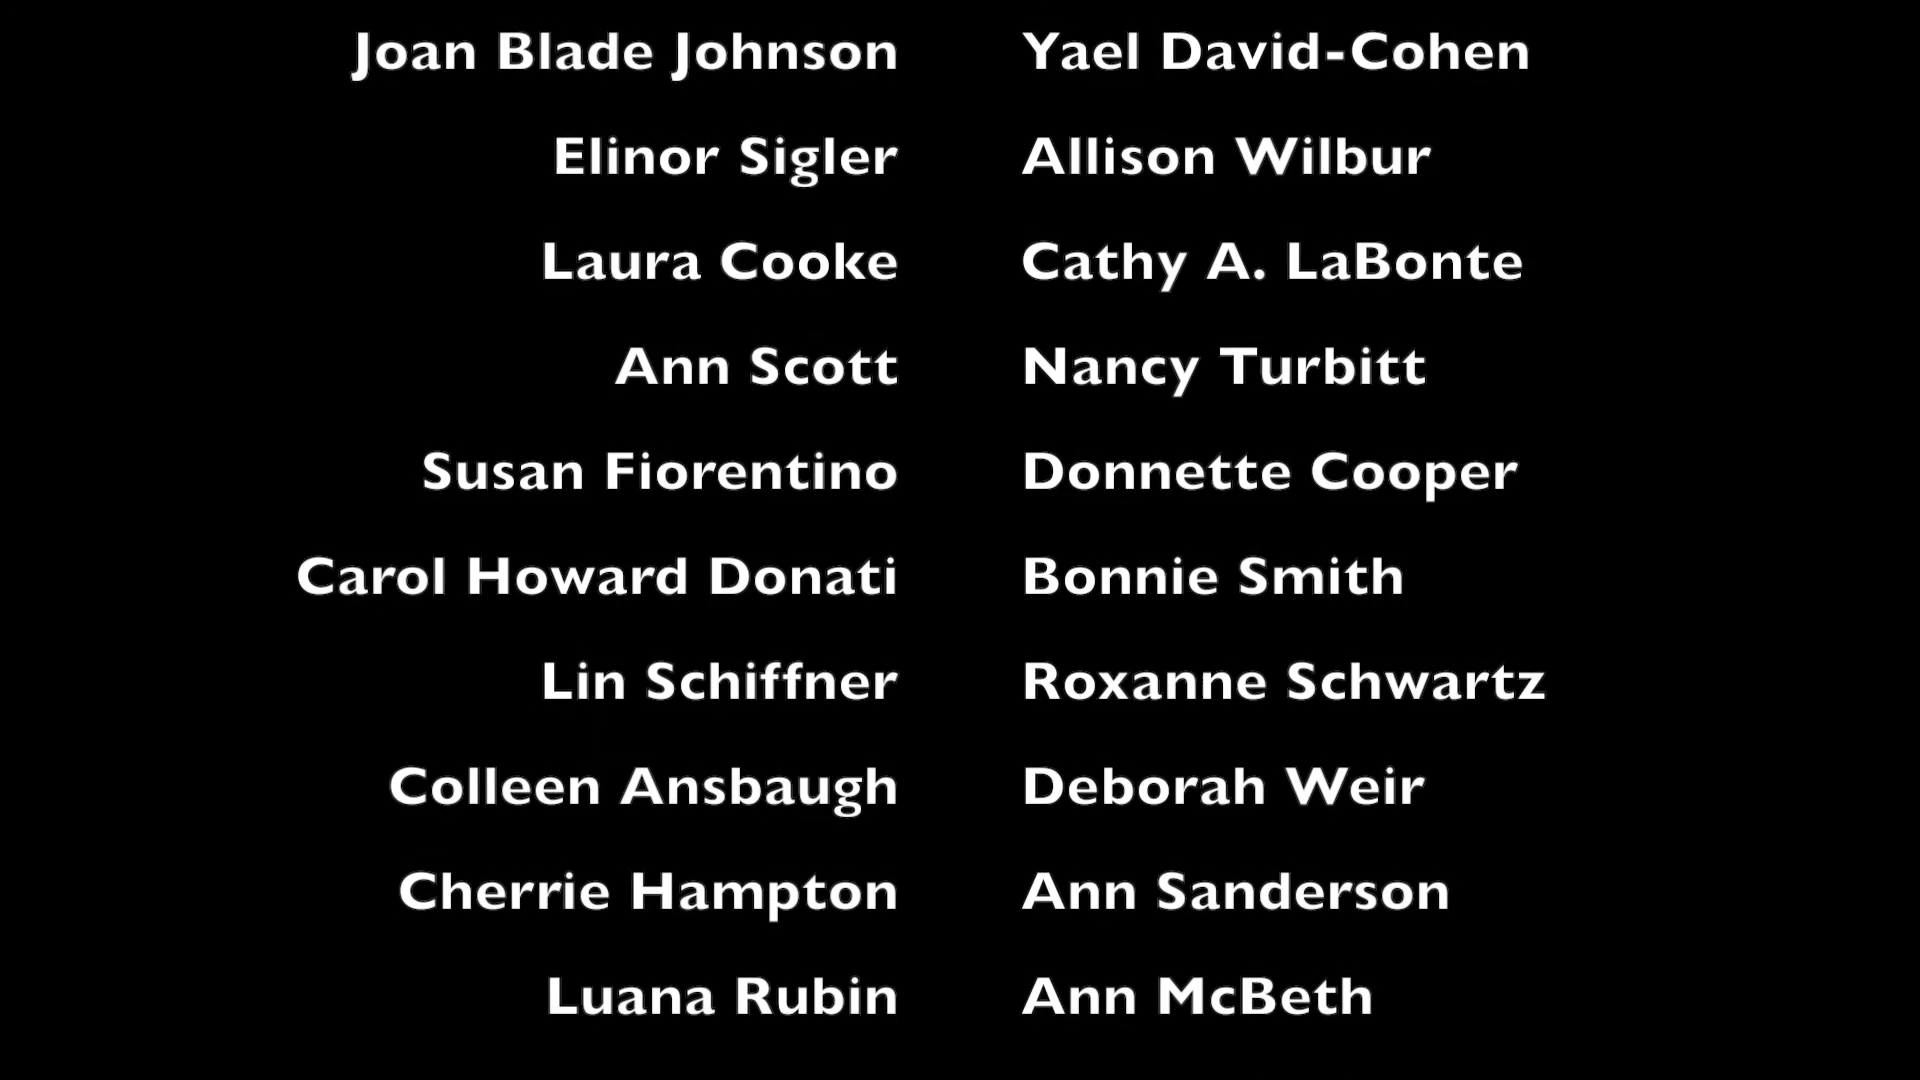 Joan Blade Johnson Yael David-Cohen
Elinor Sigler Allison Wilbur
Laura Cooke Cathy A. LaBonte
Ann Scott Nancy Turbitt
Susan Fiorentino Donnette Cooper
Carol Howard Donati Bonnie Smith
Lin Schiffner Roxanne Schwartz
Colleen Ansbaugh Deborah Weir
Cherrie Hampton Ann Sanderson
Luana Rubin Ann McBeth